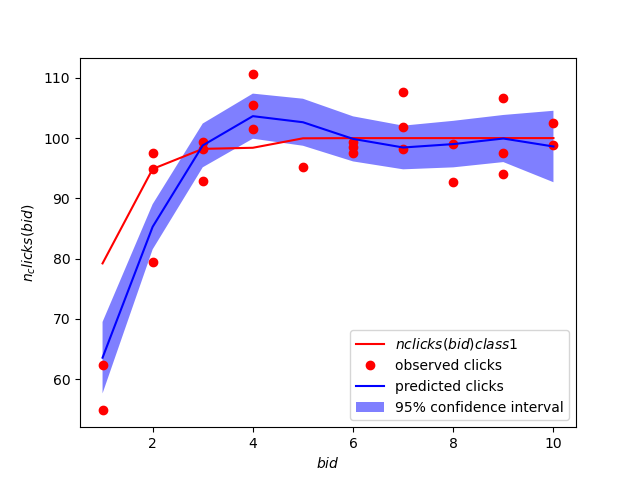 110
100
90
80
70
60
n_clicks(bid)
2
4
6
8
10
bid
nclicks(bid)class1
observed clicks
predicted clicks
95% confidence interval